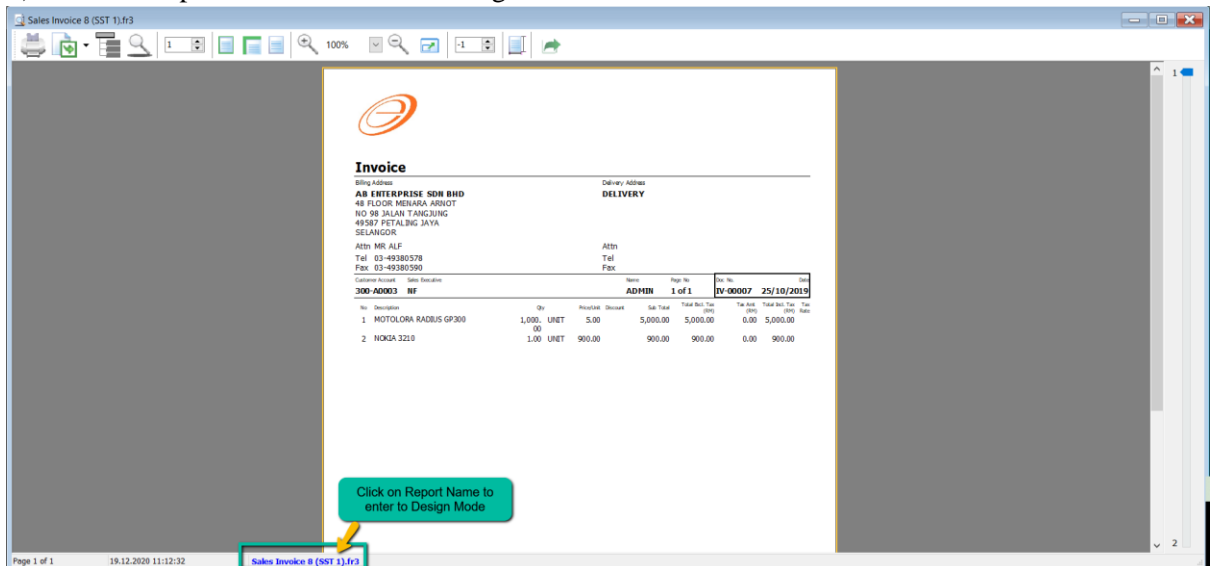 Sales Invoice 8 (SST 1).fr3
1 100% -1
1
Invoice
Billing Address Delivery Address
AB ENTERPRISE SDN BHD DELIVERY
48 FLOOR MENARA ARNOT
NO 98 JALAN TANGJUNG
49587 PETALING JAYA
SELANGOR
Attn MR ALF Attn
Tel 03-49380578 Tel
Fax 03-49380590 Fax
Customer Account Sales Executive Name Page No Doc. No. Date
300-A0003 NF ADMIN 1 of 1 IV-00007 25/10/2019
No Description Qty Price/Unit Discount Sub Total Total Excl. Tax (RM) Tax Amt (RM) Total Incl. Tax (RM) Tax Rate
1 MOTOLORA RADIUS GP300 1,000. UNIT 5.00 5,000.00 5,000.00 0.00 5,000.00
00
2 NOKIA 3210 1.00 UNIT 900.00 900.00 900.00 0.00 900.00
Click on Report Name to
enter to Design Mode
2
Page 1 of 1 19.12.2020 11:12:32 Sales Invoice 8 (SST 1).fr3